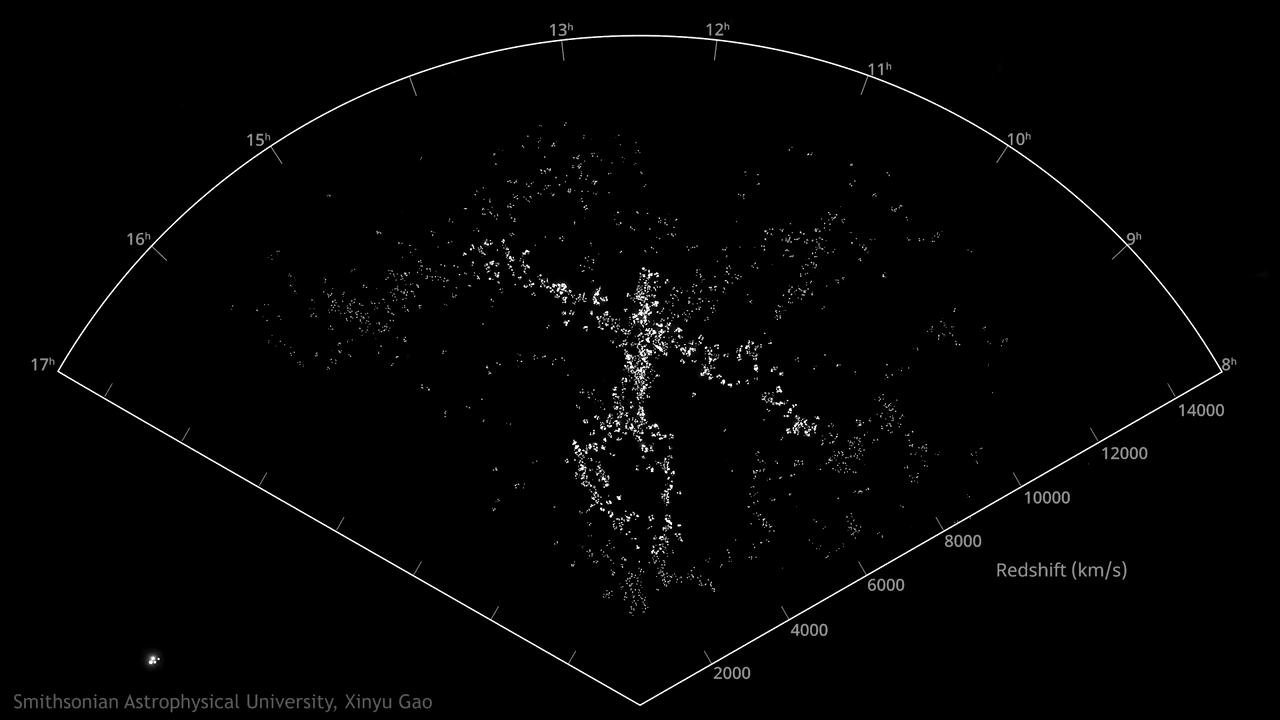 13ʰ
12ʰ
11ʰ
15ʰ
10ʰ
16ʰ
9ʰ
17ʰ
8ʰ
14000
12000
10000
8000
Redshift (km/s)
6000
4000
2000
Smithsonian Astrophysical University, Xinyu Gao